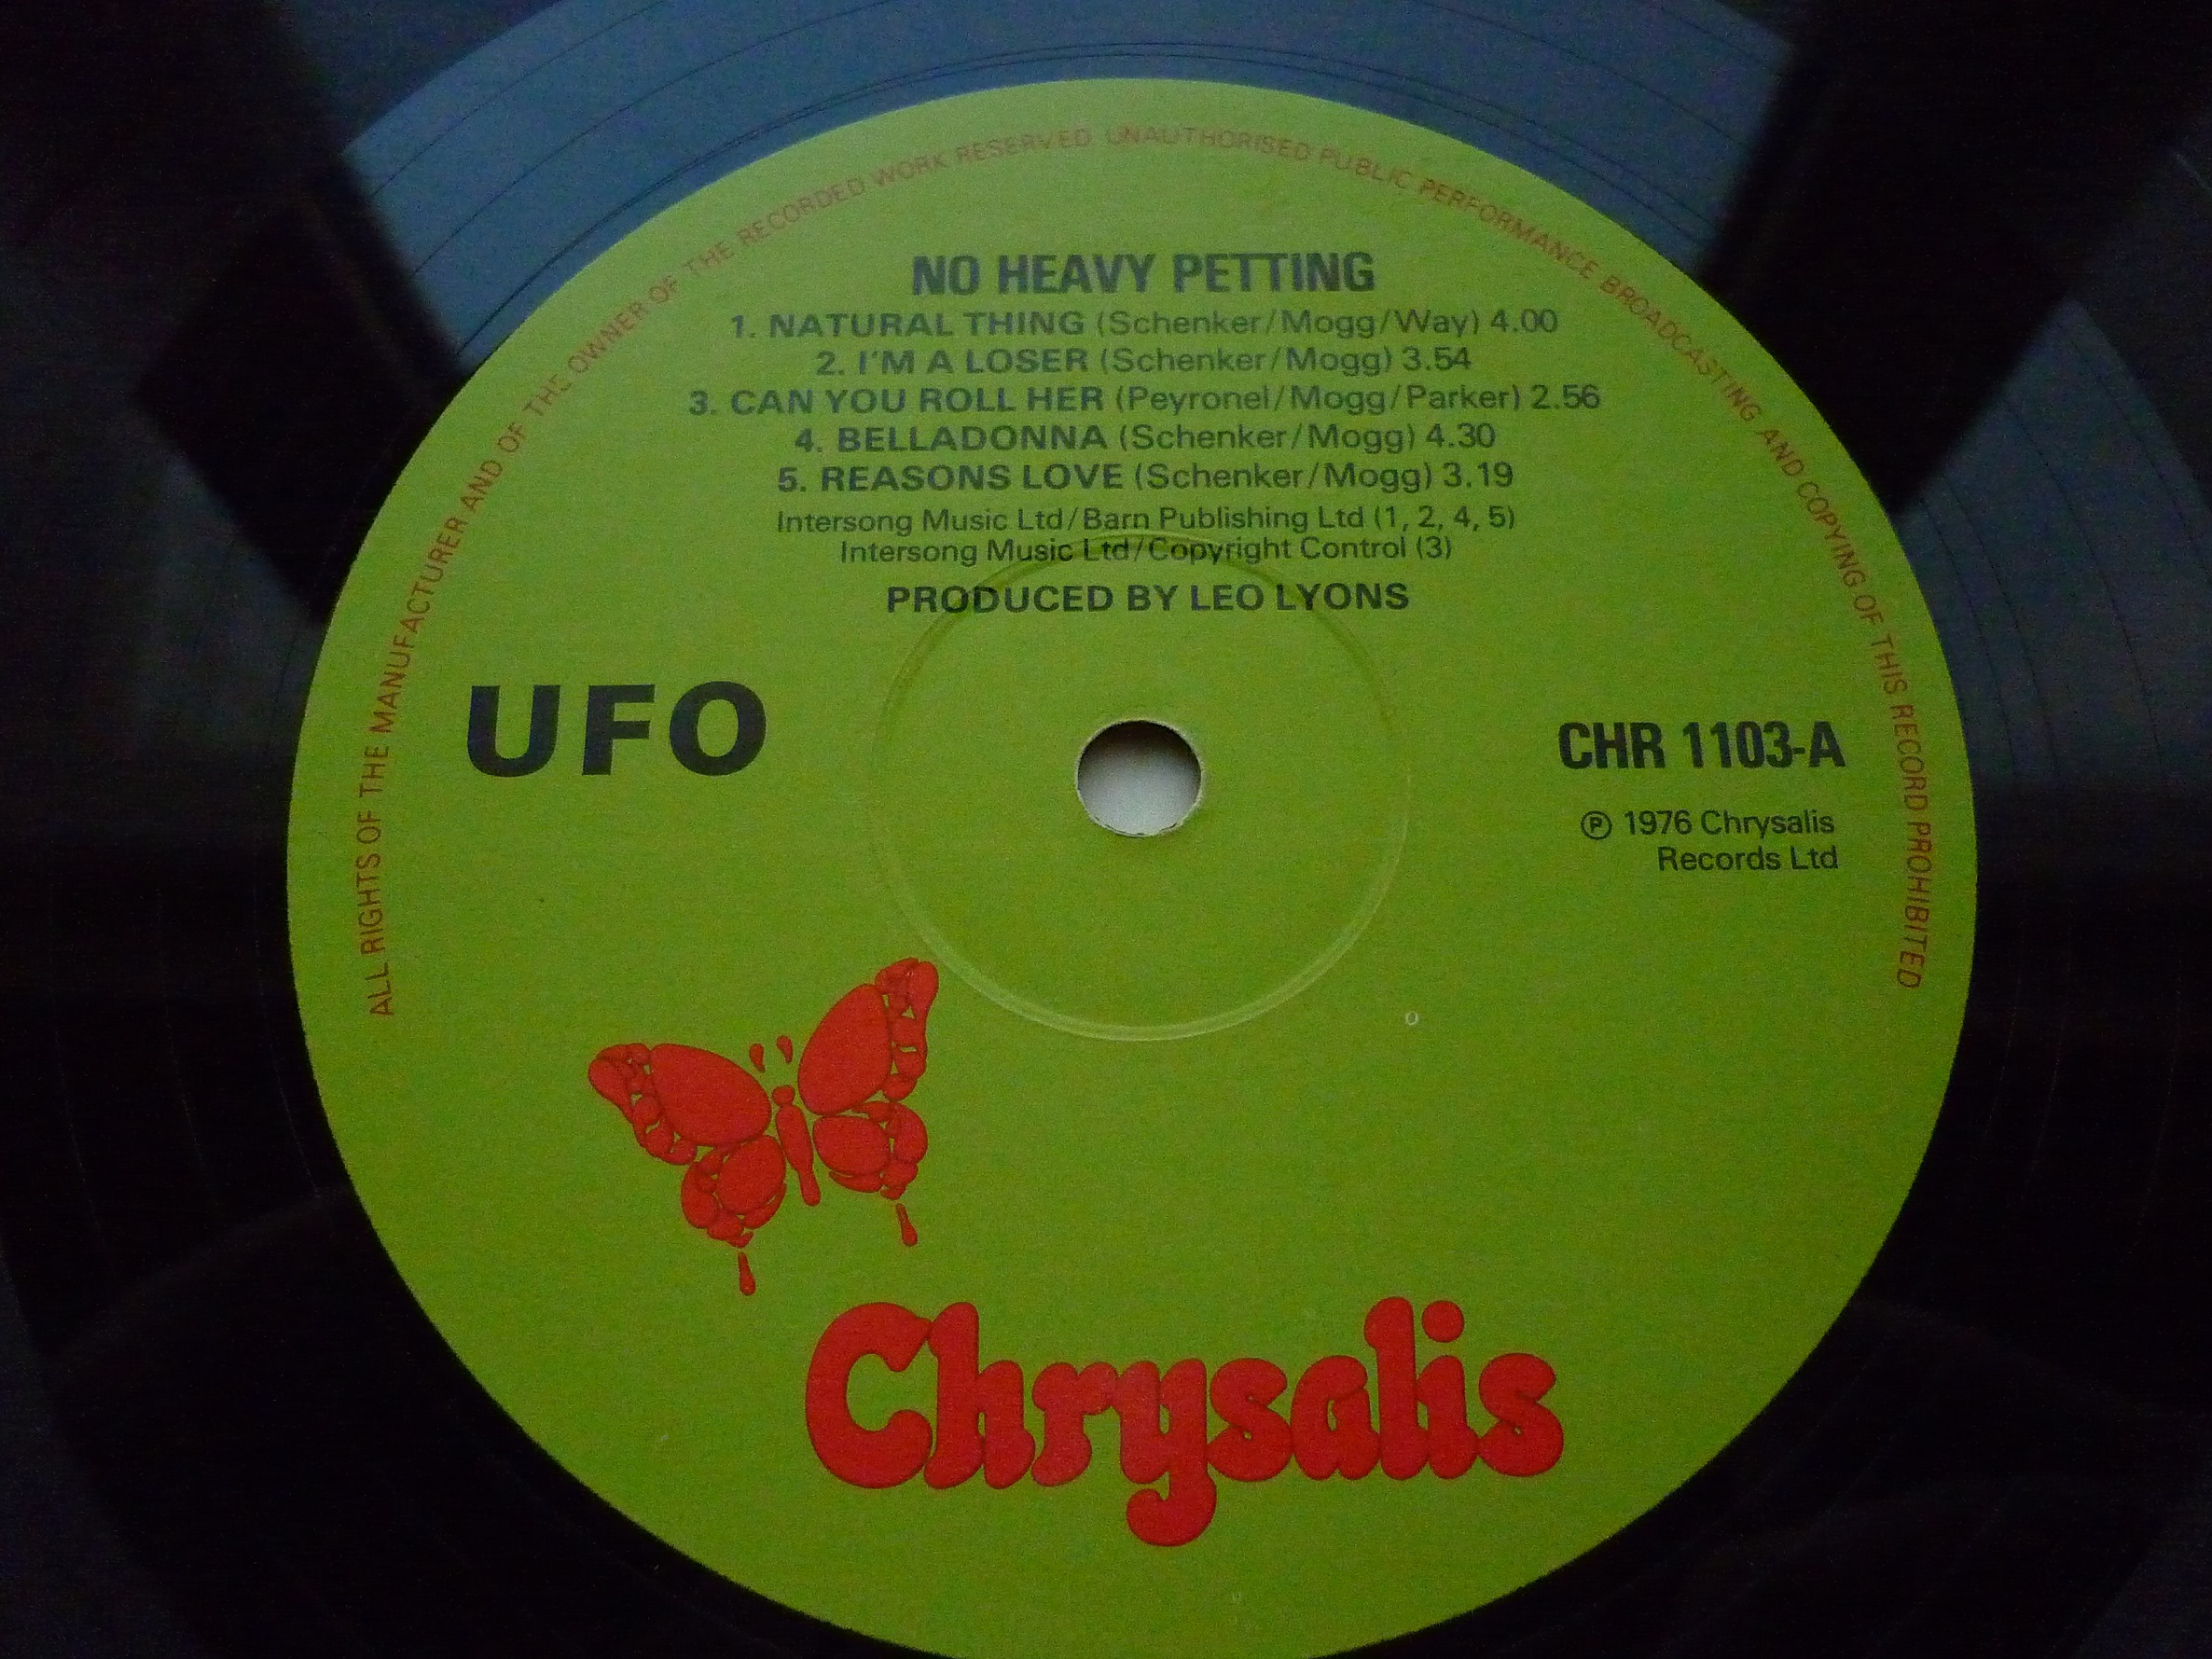 ALL RIGHTS OF THE MANUFACTURER AND OF THE OWNER OF THE RECORDED WORK RESERVED UNAUTHORISED PUBLIC PERFORMANCE BROADCASTING AND COPYING OF THIS RECORD PROHIBITED
NO HEAVY PETTING
1. NATURAL THING (Schenker/Mogg/Way) 4.00
2. I'M A LOSER (Schenker/Mogg) 3.54
3. CAN YOU ROLL HER (Peyronel/Mogg/Parker) 2.56
4. BELLADONNA (Schenker/Mogg) 4.30
5. REASONS LOVE (Schenker/Mogg) 3.19
Intersong Music Ltd/Barn Publishing Ltd (1, 2, 4, 5)
Intersong Music Ltd/Copyright Control (3)
PRODUCED BY LEO LYONS
UFO
CHR 1103-A
℗ 1976 Chrysalis
Records Ltd
Chrysalis